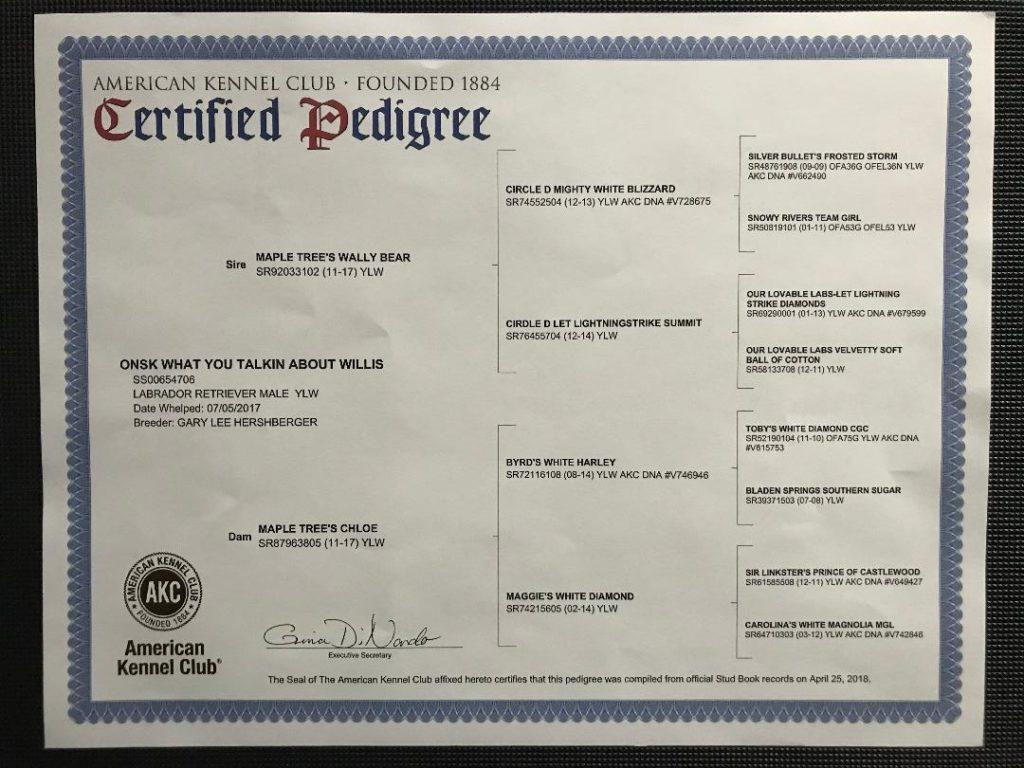 AMERICAN KENNEL CLUB · FOUNDED 1884
Certified Pedigree
SILVER BULLET'S FROSTED STORM
SR48761908 (09-09) OFA36G OFEL36N YLW
AKC DNA #V662490
CIRCLE D MIGHTY WHITE BLIZZARD
SR74552504 (12-13) YLW AKC DNA #V728675
SNOWY RIVERS TEAM GIRL
SR50819101 (01-11) OFA53G OFEL53 YLW
Sire MAPLE TREE'S WALLY BEAR
SR92033102 (11-17) YLW
OUR LOVABLE LABS-LET LIGHTNING
STRIKE DIAMONDS
SR69290001 (01-13) YLW AKC DNA #V679599
CIRDLE D LET LIGHTNINGSTRIKE SUMMIT
SR76455704 (12-14) YLW
OUR LOVABLE LABS VELVETTY SOFT
BALL OF COTTON
SR58133708 (12-11) YLW
ONSK WHAT YOU TALKIN ABOUT WILLIS
SS00654706
LABRADOR RETRIEVER MALE YLW
Date Whelped: 07/05/2017
Breeder: GARY LEE HERSHBERGER
TOBY'S WHITE DIAMOND CGC
SR52190104 (11-10) OFA75G YLW AKC DNA
#V615753
BYRD'S WHITE HARLEY
SR72116108 (08-14) YLW AKC DNA #V746946
BLADEN SPRINGS SOUTHERN SUGAR
SR39371503 (07-08) YLW
Dam MAPLE TREE'S CHLOE
SR87963805 (11-17) YLW
SIR LINKSTER'S PRINCE OF CASTLEWOOD
SR61585508 (12-11) YLW AKC DNA #V649427
MAGGIE'S WHITE DIAMOND
SR74215605 (02-14) YLW
CAROLINA'S WHITE MAGNOLIA MGL
SR64710303 (03-12) YLW AKC DNA #V742846
AMERICAN KENNEL CLUB
AKC
FOUNDED 1884
American
Kennel Club®
Gina DiNardo
Executive Secretary
The Seal of The American Kennel Club affixed hereto certifies that this pedigree was compiled from official Stud Book records on April 25, 2018.